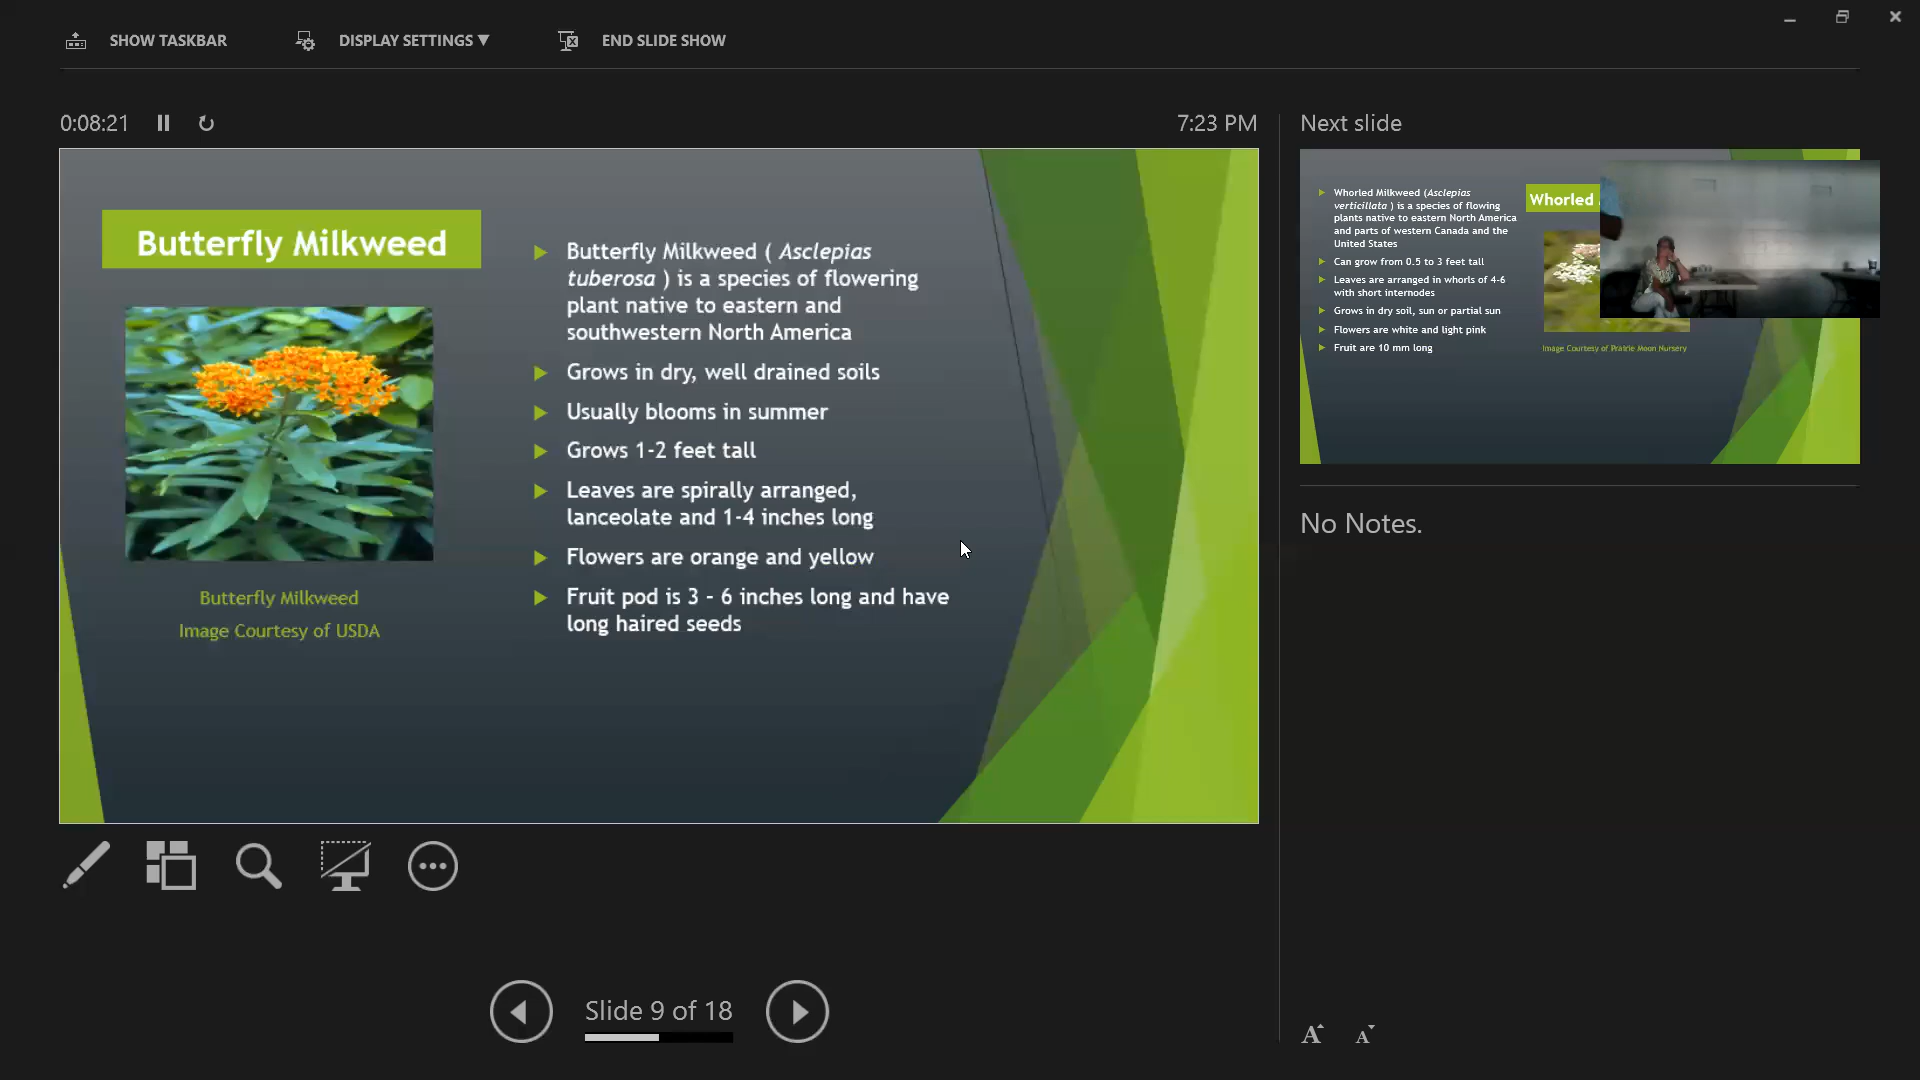 SHOW TASKBAR
DISPLAY SETTINGS ▼
END SLIDE SHOW
0:08:21
7:23 PM
Butterfly Milkweed
Butterfly Milkweed
Image Courtesy of USDA
Butterfly Milkweed ( Asclepias
tuberosa ) is a species of flowering
plant native to eastern and
southwestern North America
Grows in dry, well drained soils
Usually blooms in summer
Grows 1-2 feet tall
Leaves are spirally arranged,
lanceolate and 1-4 inches long
Flowers are orange and yellow
Fruit pod is 3 - 6 inches long and have
long haired seeds
Slide 9 of 18
Next slide
Whorled Milkweed (Asclepias
verticillata ) is a species of flowing
plants native to eastern North America
and parts of western Canada and the
United States
Can grow from 0.5 to 3 feet tall
Leaves are arranged in whorls of 4-6
with short internodes
Grows in dry soil, sun or partial sun
Flowers are white and light pink
Fruit are 10 mm long
Whorled
Image Courtesy of Prairie Moon Nursery
No Notes.
A A